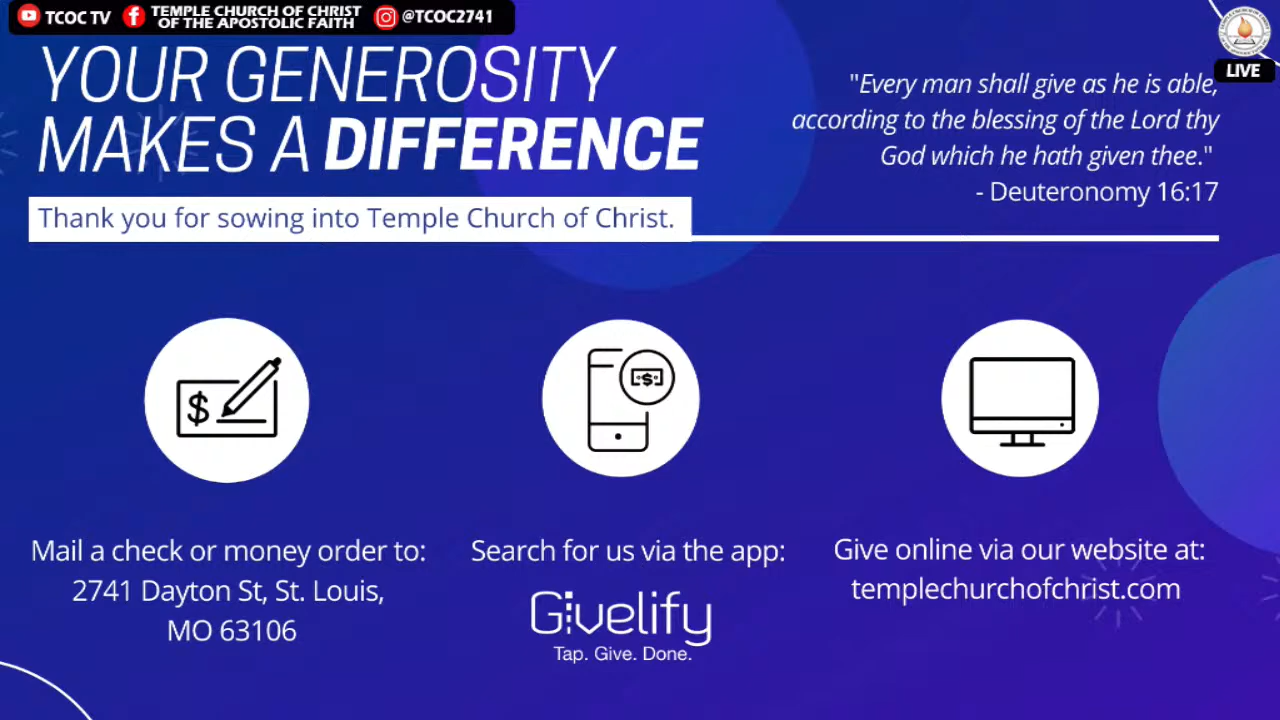 TCOC TV
TEMPLE CHURCH OF CHRIST
OF THE APOSTOLIC FAITH
@TCOC2741
LIVE
YOUR GENEROSITY
MAKES A DIFFERENCE
Thank you for sowing into Temple Church of Christ.
"Every man shall give as he is able,
according to the blessing of the Lord thy
God which he hath given thee."
- Deuteronomy 16:17
$
$
Mail a check or money order to:
2741 Dayton St, St. Louis,
MO 63106
Search for us via the app:
Givelify
Tap. Give. Done.
Give online via our website at:
templechurchofchrist.com